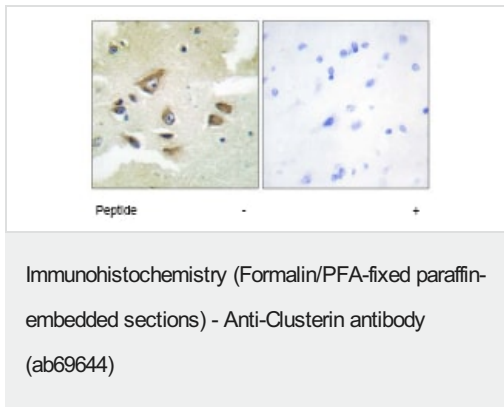 Peptide - +
Immunohistochemistry (Formalin/PFA-fixed paraffin-
embedded sections) - Anti-Clusterin antibody
(ab69644)